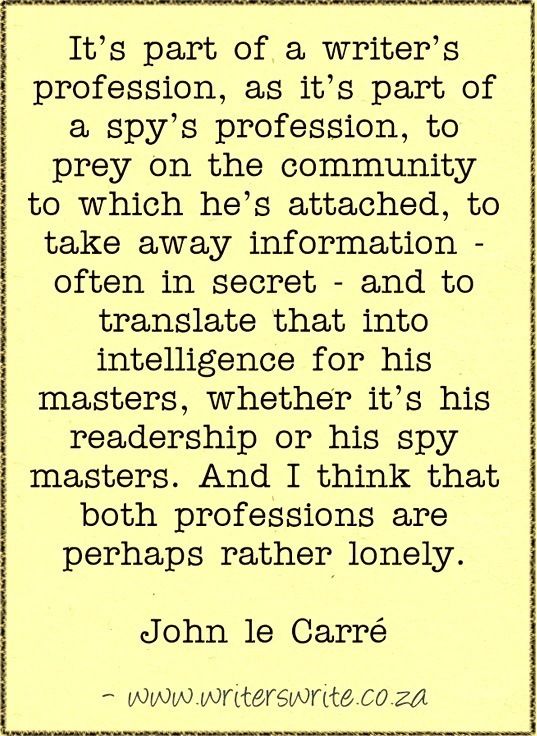 It's part of a writer's
profession, as it's part of
a spy's profession, to
prey on the community
to which he's attached, to
take away information -
often in secret - and to
translate that into
intelligence for his
masters, whether it's his
readership or his spy
masters. And I think that
both professions are
perhaps rather lonely.
John le Carré
- www.writerswrite.co.za